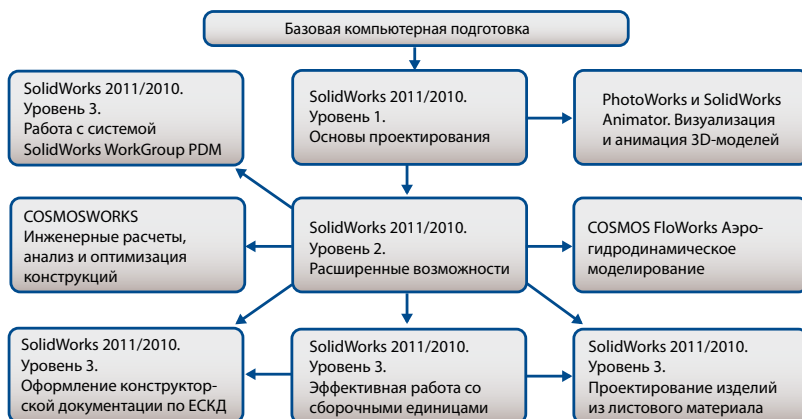 Базовая компьютерная подготовка
SolidWorks 2011/2010.
Уровень 3.
Работа с системой
SolidWorks WorkGroup PDM
SolidWorks 2011/2010.
Уровень 1.
Основы проектирования
PhotoWorks и SolidWorks
Animator. Визуализация
и анимация 3D-моделей
COSMOSWORKS
Инженерные расчеты,
анализ и оптимизация
конструкций
SolidWorks 2011/2010.
Уровень 2.
Расширенные возможности
COSMOS FloWorks Аэро-
гидродинамическое
моделирование
SolidWorks 2011/2010.
Уровень 3.
Оформление конструктор-
ской документации по ЕСКД
SolidWorks 2011/2010.
Уровень 3.
Эффективная работа со
сборочными единицами
SolidWorks 2011/2010.
Уровень 3.
Проектирование изделий
из листового материала